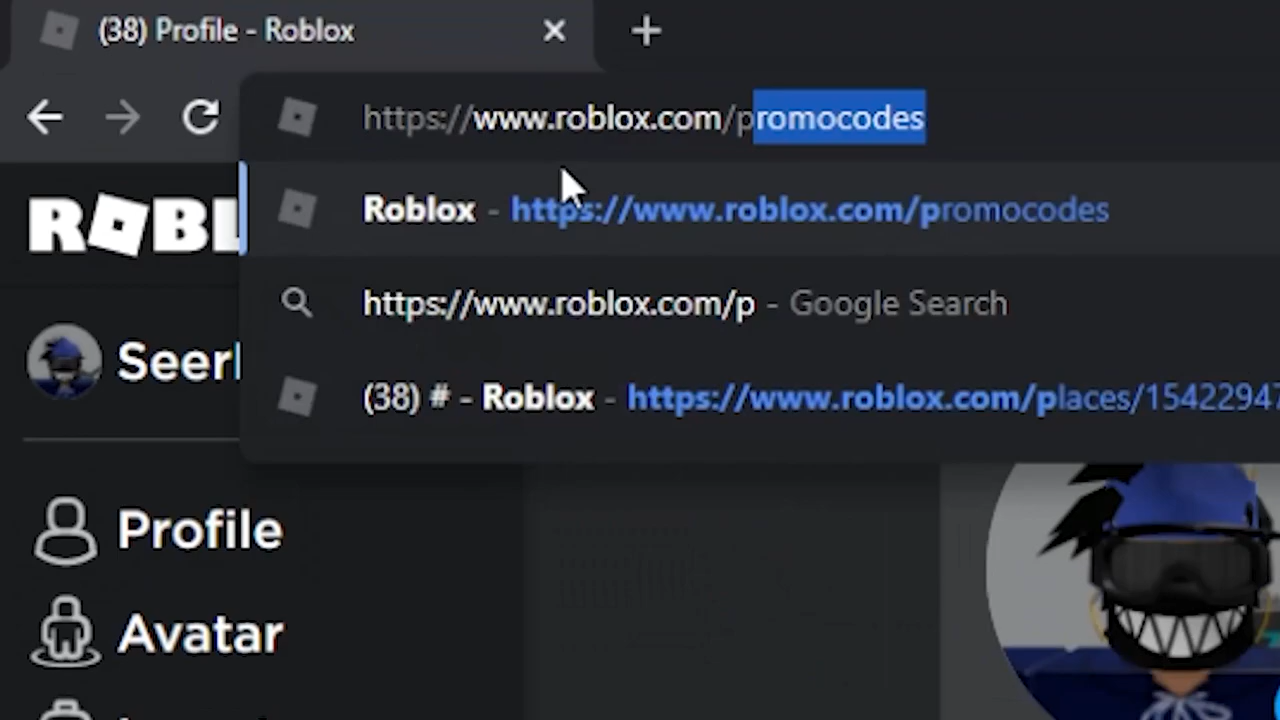 (38) Profile - Roblox
https://www.roblox.com/promocodes
Roblox - https://www.roblox.com/promocodes
https://www.roblox.com/p - Google Search
(38) # - Roblox - https://www.roblox.com/places/1542294
Profile
Avatar